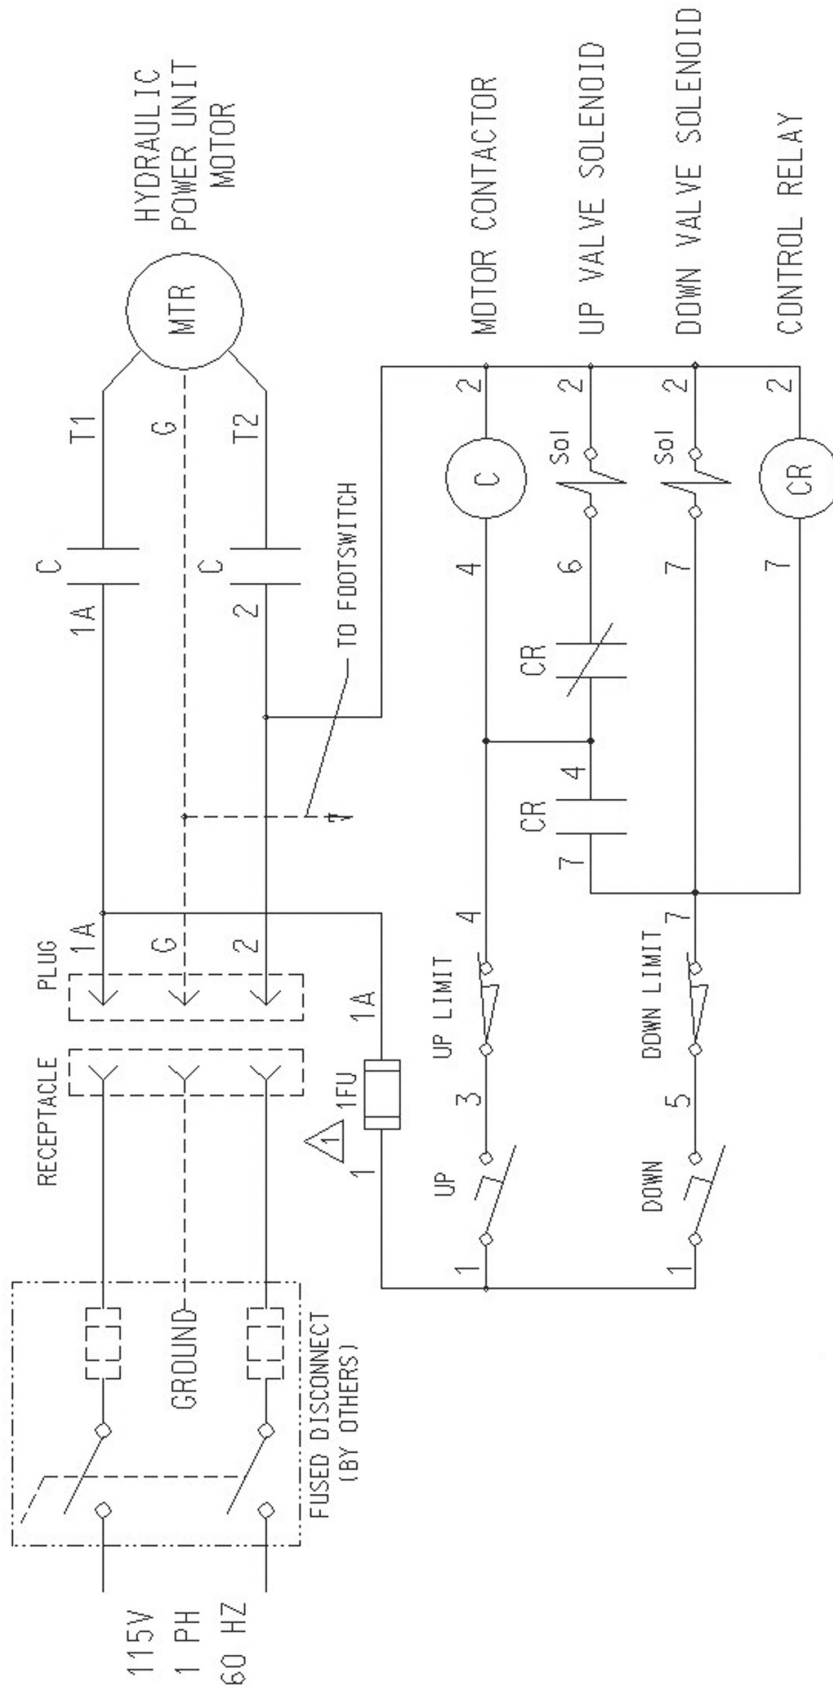 115V
1 PH
60 HZ
FUSED DISCONNECT
(BY OTHERS)
GROUND
RECEPTACLE
PLUG
1A
G
2
1A
C
T1
G
2
C
T2
MTR
HYDRAULIC
POWER UNIT
MOTOR
TO FOOTSWITCH
1
1
1FU
1A
1
UP
3
UP LIMIT
4
4
C
2
MOTOR CONTACTOR
7
CR
4
CR
6
Sol
2
UP VALVE SOLENOID
1
DOWN
5
DOWN LIMIT
7
7
Sol
2
DOWN VALVE SOLENOID
7
CR
2
CONTROL RELAY